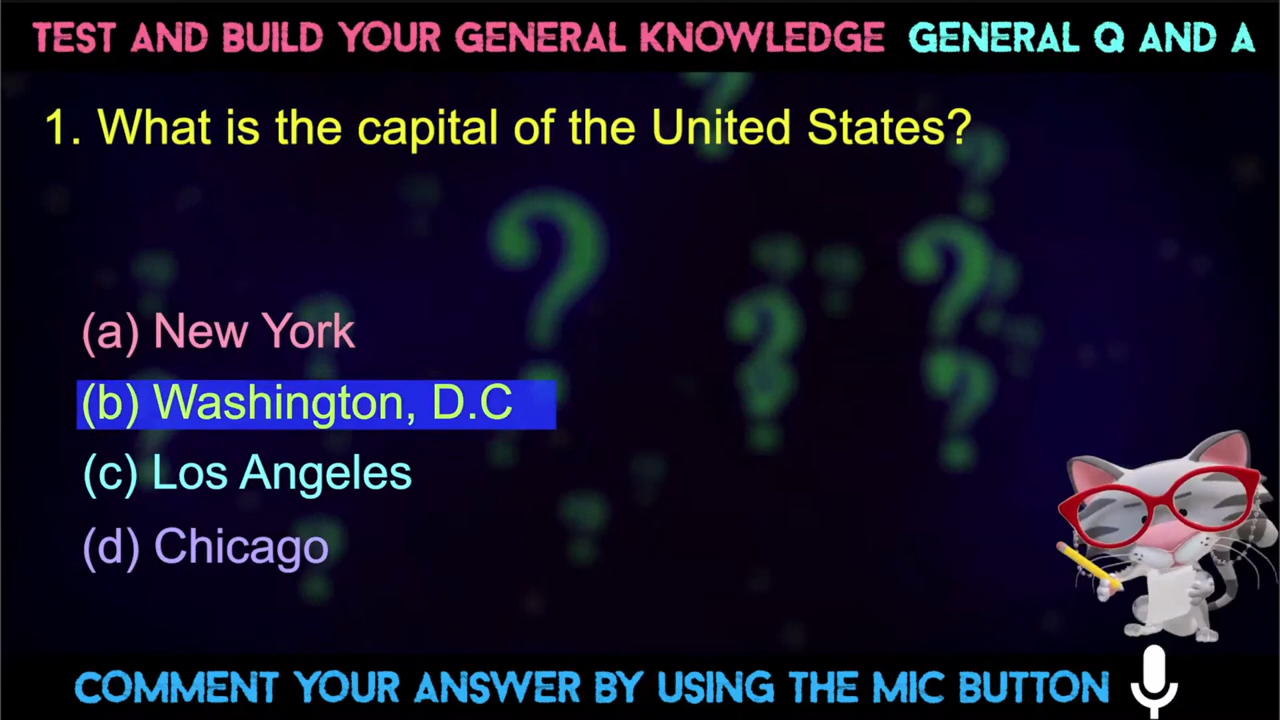 TEST AND BUILD YOUR GENERAL KNOWLEDGE GENERAL Q AND A
1. What is the capital of the United States?
(a) New York
(b) Washington, D.C
(c) Los Angeles
(d) Chicago
COMMENT YOUR ANSWER BY USING THE MIC BUTTON